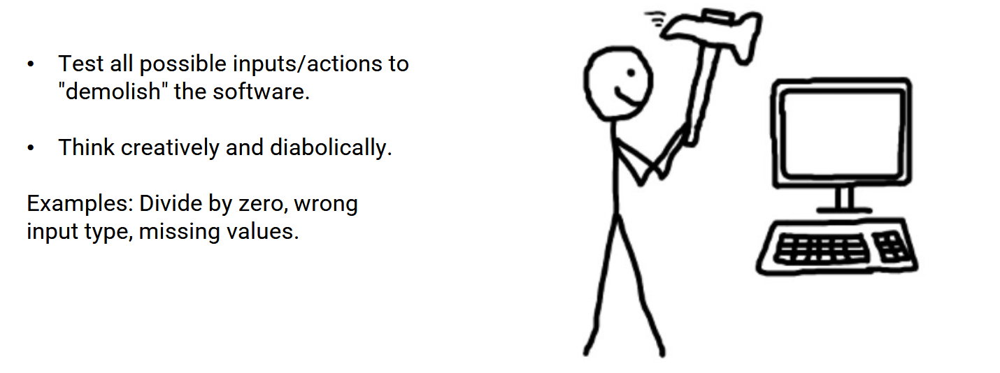 • Test all possible inputs/actions to
"demolish" the software.
• Think creatively and diabolically.
Examples: Divide by zero, wrong
input type, missing values.